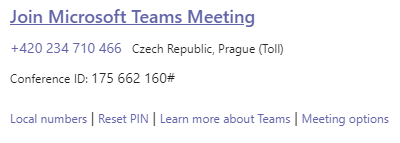 Join Microsoft Teams Meeting
+420 234 710 466 Czech Republic, Prague (Toll)
Conference ID: 175 662 160#
Local numbers | Reset PIN | Learn more about Teams | Meeting options